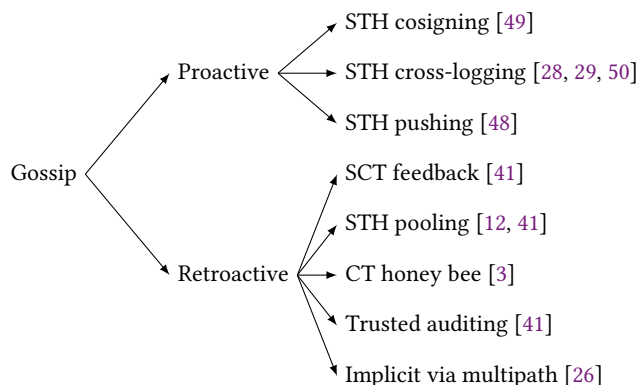 STH cosigning [49]
Proactive
STH cross-logging [28, 29, 50]
STH pushing [48]
Gossip
SCT feedback [41]
STH pooling [12, 41]
Retroactive
CT honey bee [3]
Trusted auditing [41]
Implicit via multipath [26]